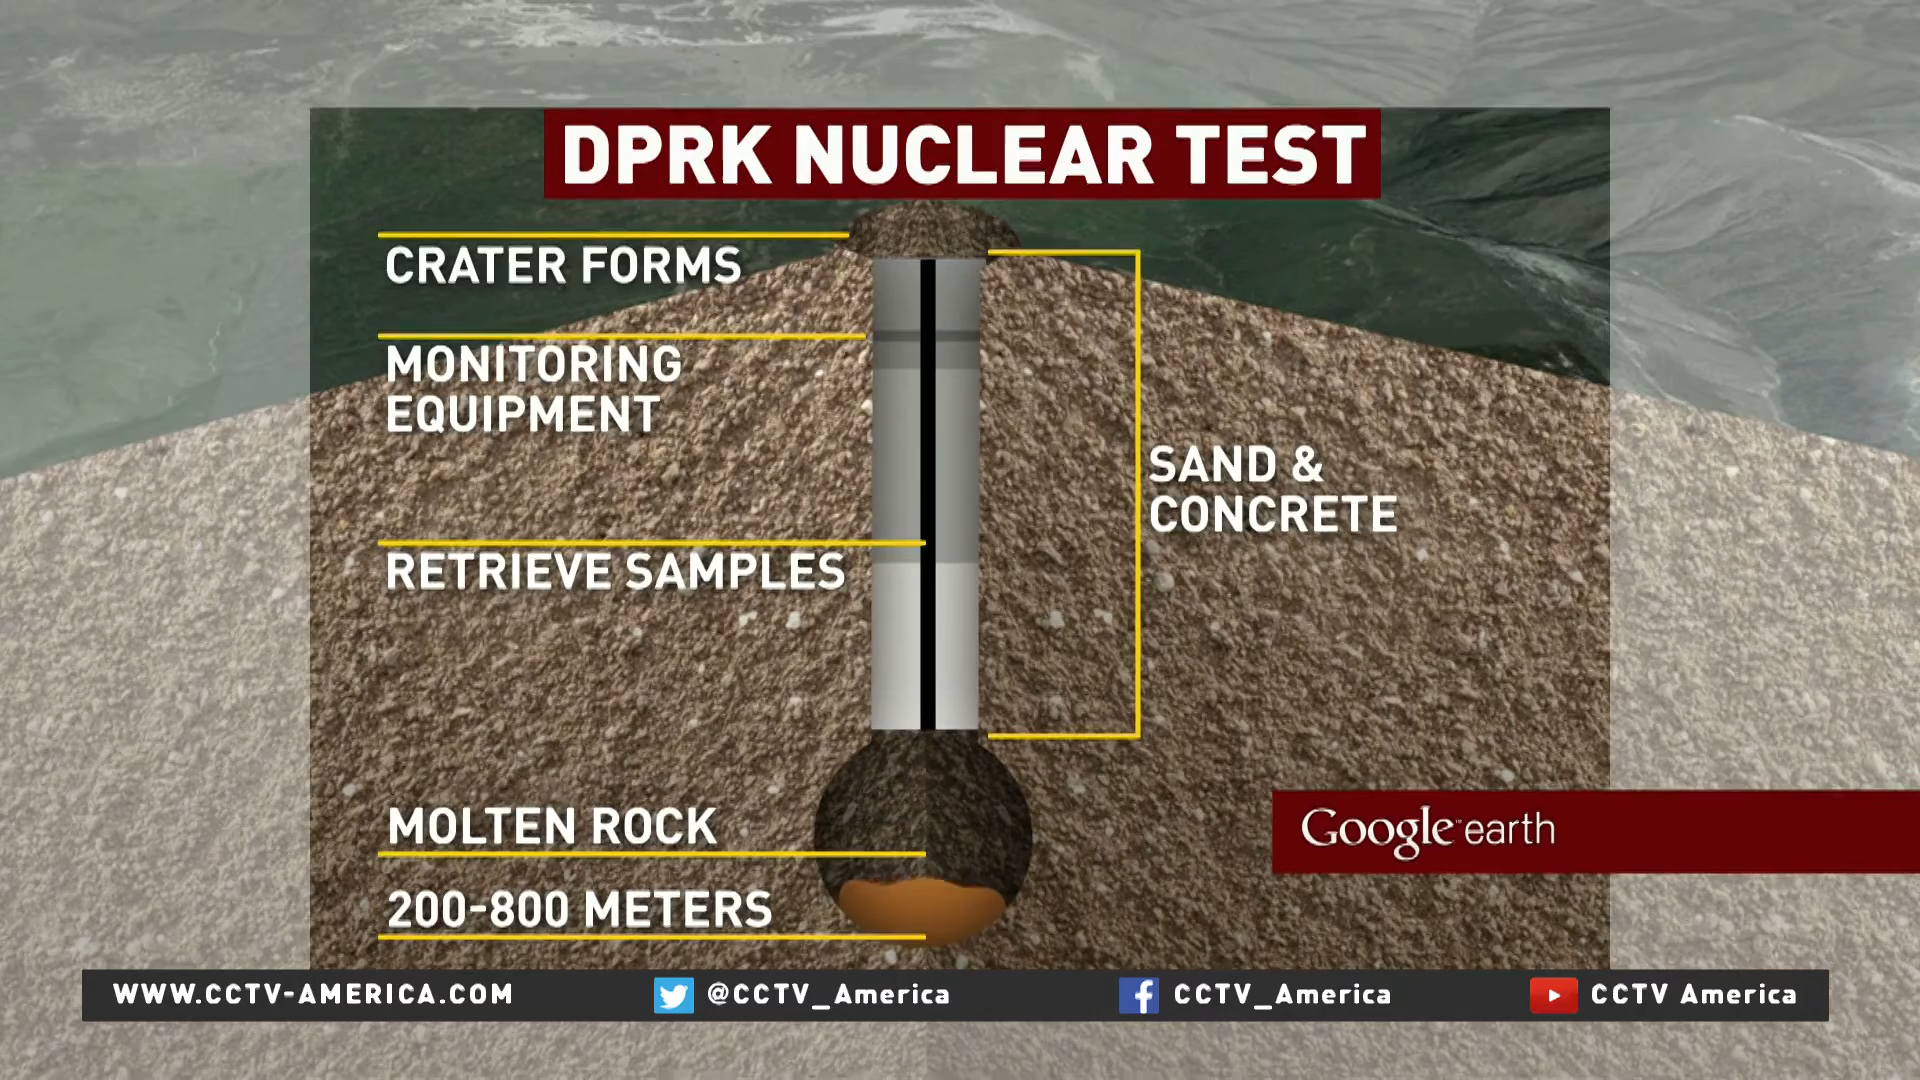 DPRK NUCLEAR TEST
CRATER FORMS
MONITORING
EQUIPMENT
SAND &
CONCRETE
RETRIEVE SAMPLES
MOLTEN ROCK
Google™ earth
200-800 METERS
WWW.CCTV-AMERICA.COM
@CCTV_America
CCTV_America
CCTV America